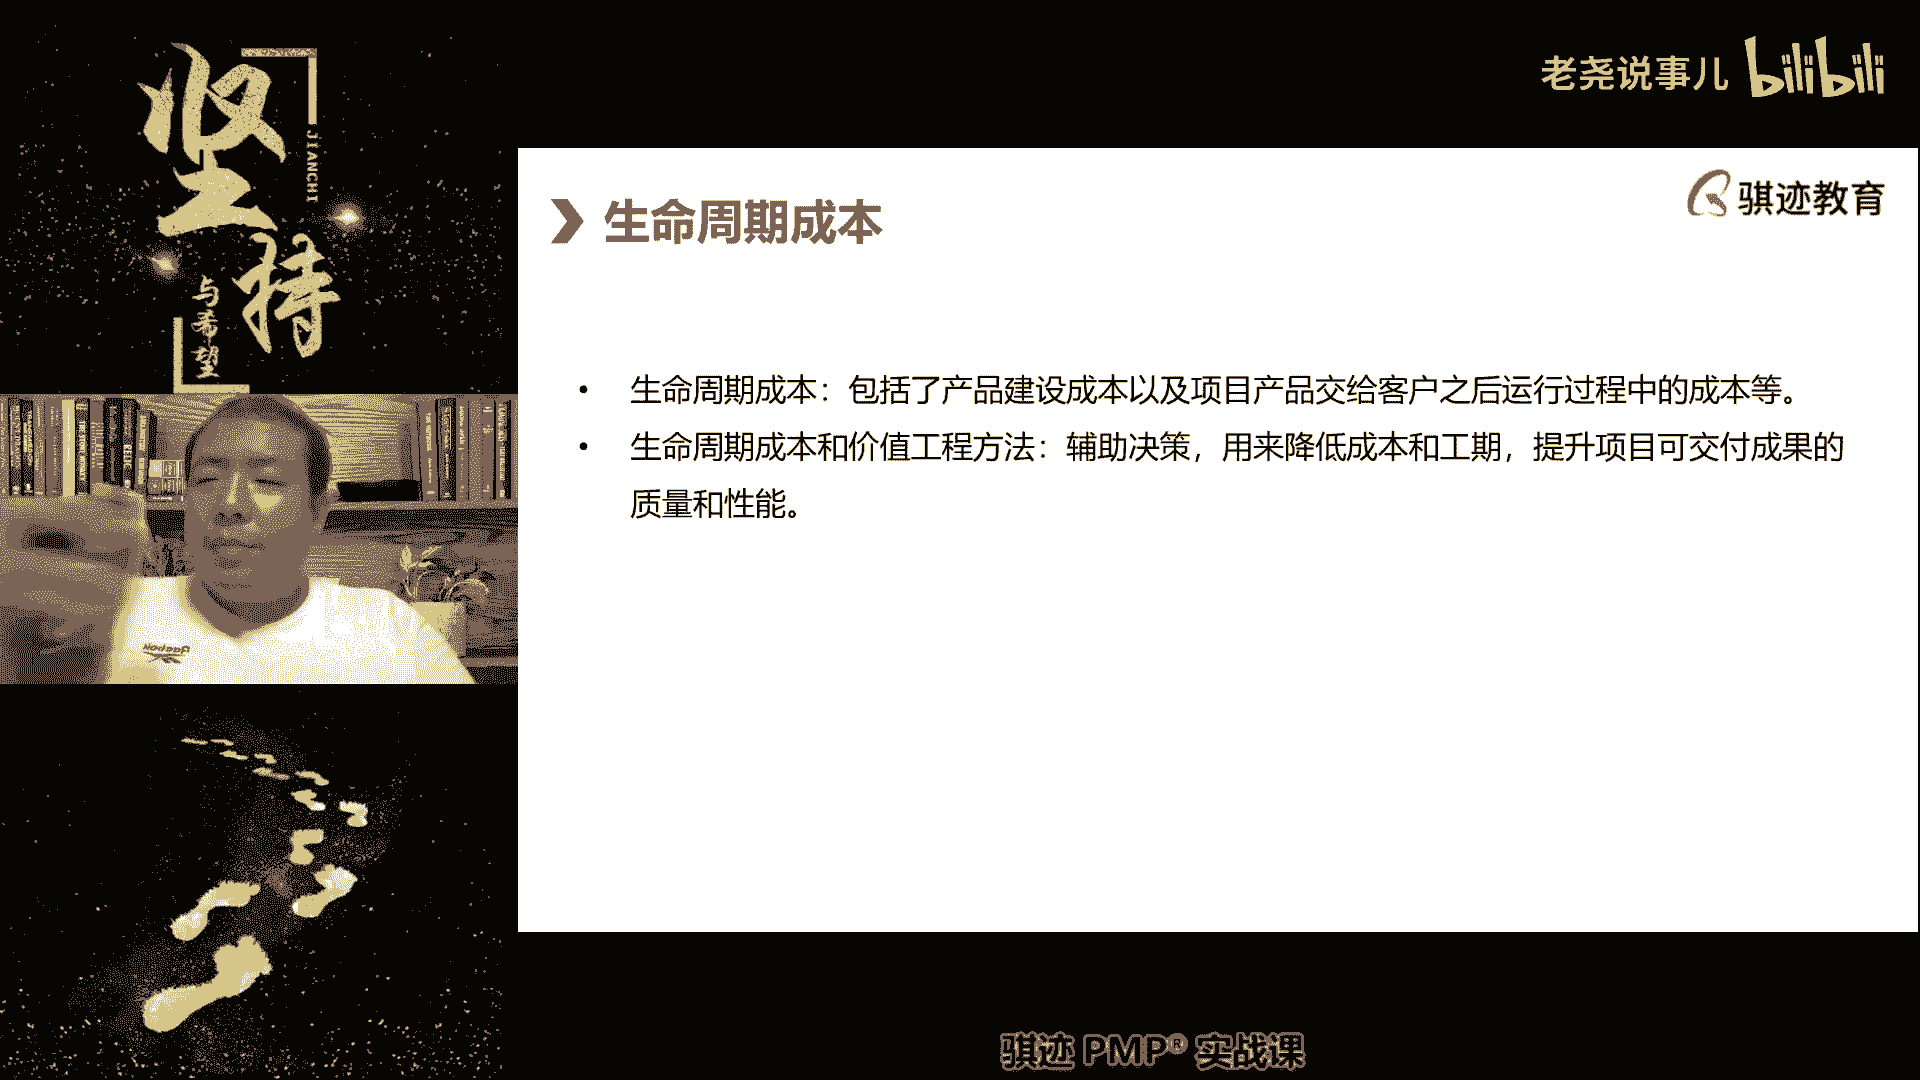 坚持
JIANCHI
与希望
老尧说事儿 bilibili
骐迹教育
生命周期成本
• 生命周期成本：包括了产品建设成本以及项目产品交给客户之后运行过程中的成本等。
• 生命周期成本和价值工程方法：辅助决策，用来降低成本和工期，提升项目可交付成果的
质量和性能。
骐迹 PMP® 实战课